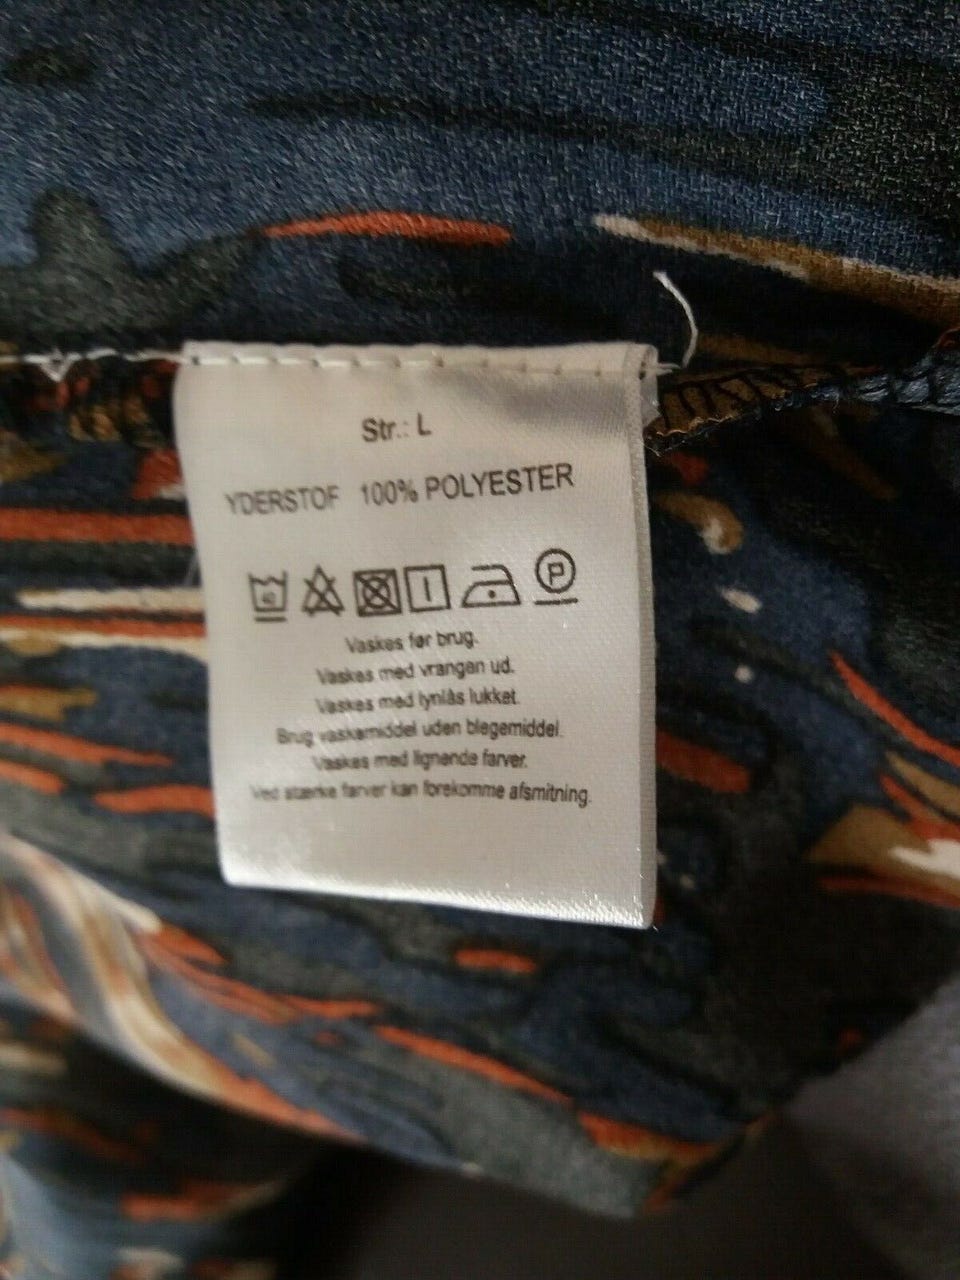 Str.: L
YDERSTOF 100% POLYESTER
40 P
Vaskes før brug.
Vaskes med vrangen ud.
Vaskes med lynlås lukket.
Brug vaskemiddel uden blegemiddel.
Vaskes med lignende farver.
Ved stærke farver kan forekomme afsmitning.